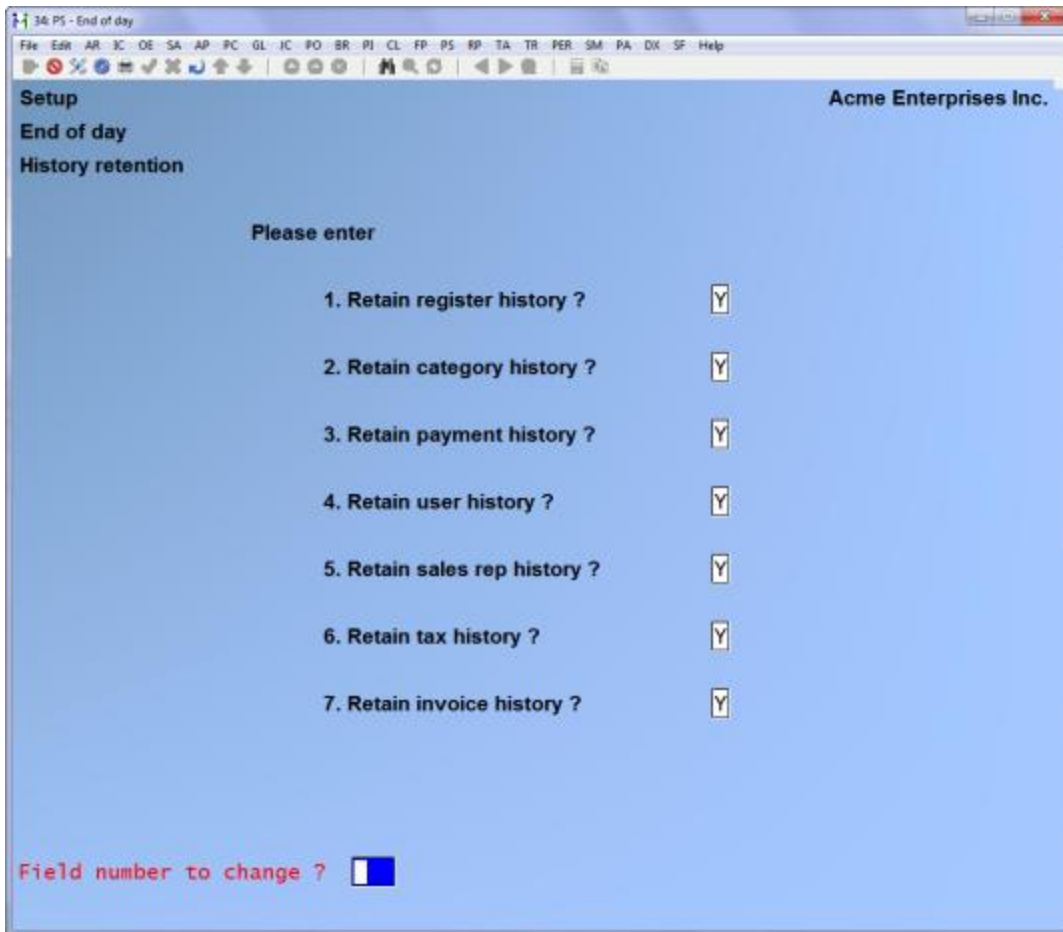 34: PS - End of day
File Edit AR IC OE SA AP PC GL JC PO BR PJ CL FP PS RP TA TR PER SM PA DX SF Help
Setup Acme Enterprises Inc.
End of day
History retention
Please enter
1. Retain register history ? Y
2. Retain category history ? Y
3. Retain payment history ? Y
4. Retain user history ? Y
5. Retain sales rep history ? Y
6. Retain tax history ? Y
7. Retain invoice history ? Y
Field number to change ?